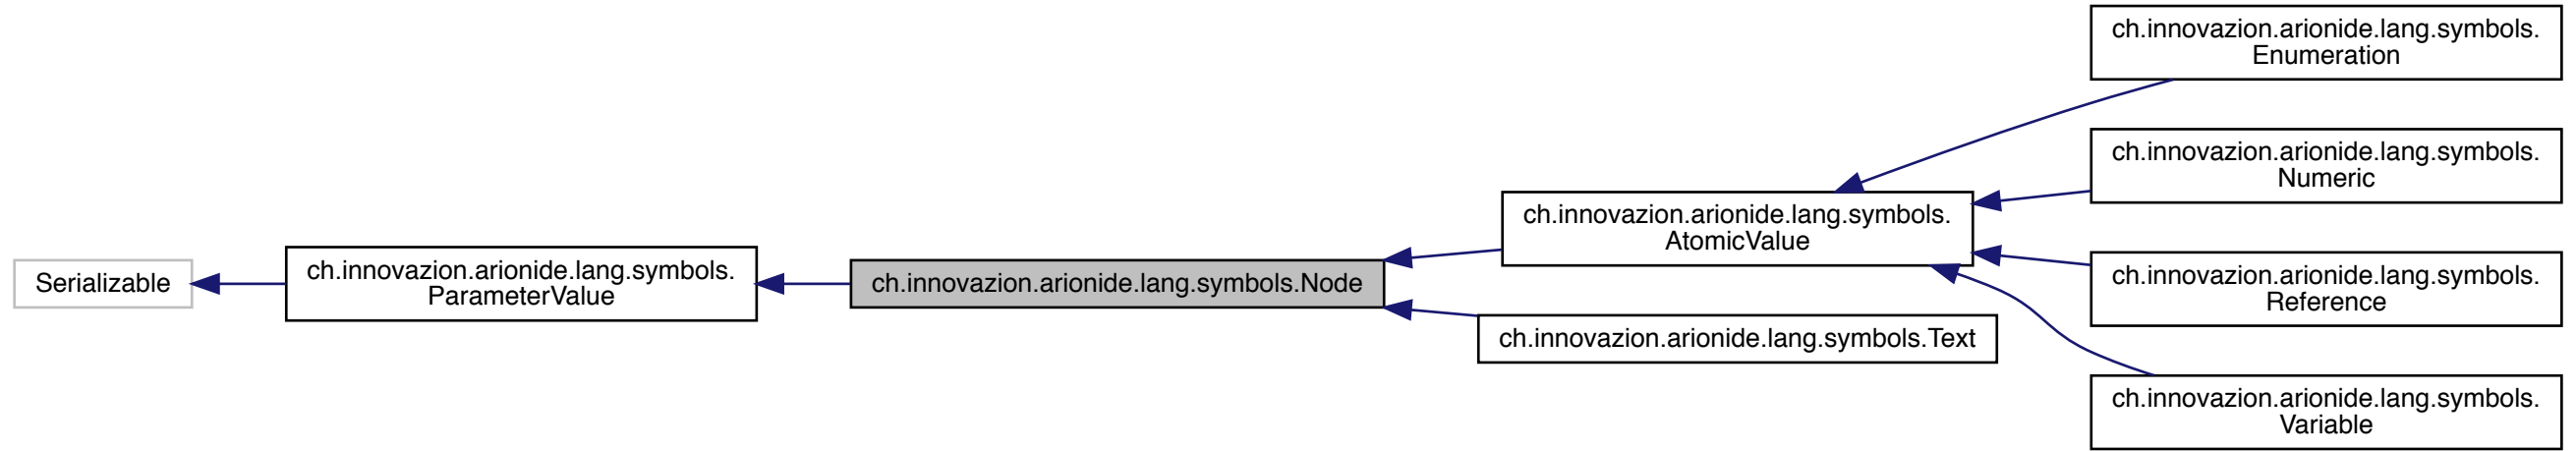 Serializable
ch.innovazion.arionide.lang.symbols.
ParameterValue
ch.innovazion.arionide.lang.symbols.Node
ch.innovazion.arionide.lang.symbols.
AtomicValue
ch.innovazion.arionide.lang.symbols.Text
ch.innovazion.arionide.lang.symbols.
Enumeration
ch.innovazion.arionide.lang.symbols.
Numeric
ch.innovazion.arionide.lang.symbols.
Reference
ch.innovazion.arionide.lang.symbols.
Variable